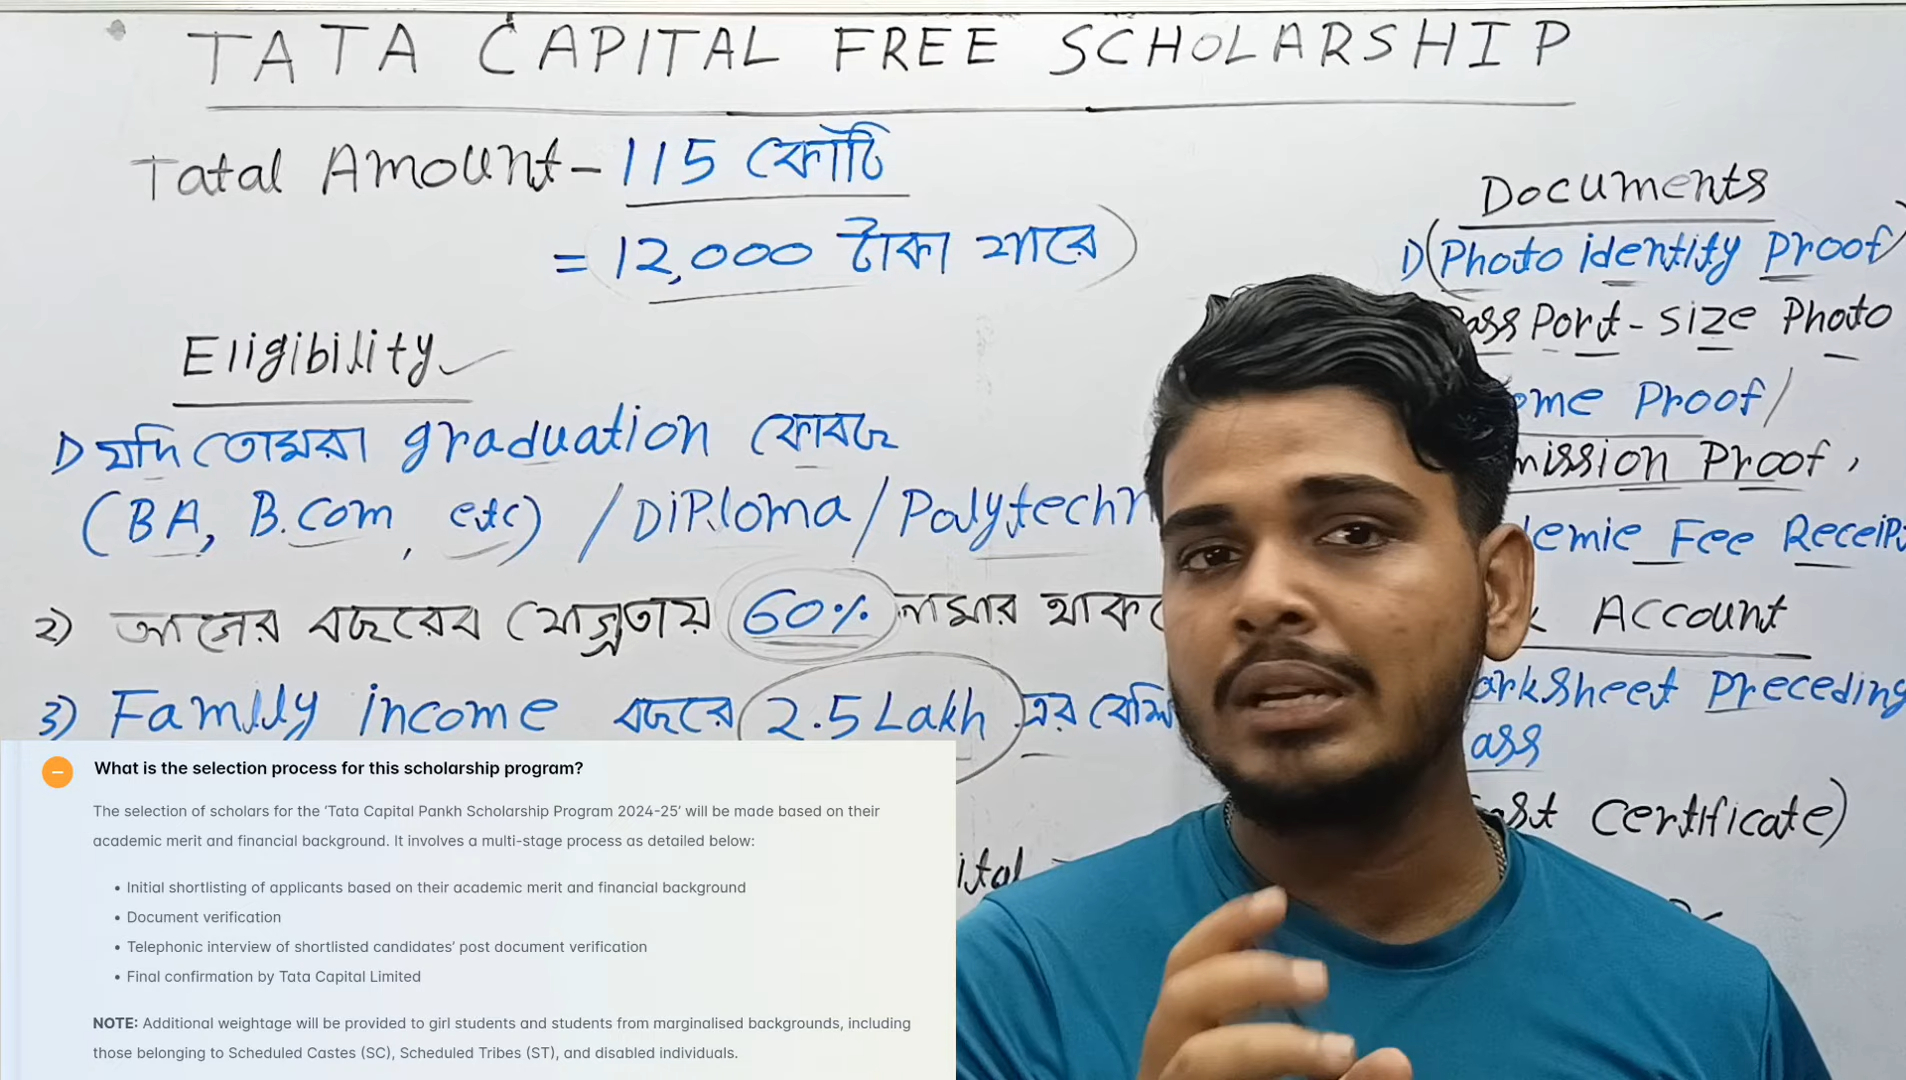 TATA CAPITAL FREE SCHOLARSHIP
Tatal Amount - 115 কোটি
= 12,000 টাকা পারে
Eligibility
1) যদি তোমরা graduation কোরছ
(BA, B.Com, etc) / Diploma / Polytechn
2) আগের বছরের যোগ্যতায় 60% নাম্বার থাক
3) Family income বছরে 2.5 Lakh এর বেশি
Documents
1) (Photo identity Proof
Pass Port - size Photo
ome Proof/
mission Proof,
demic Fee Receip
Account
arksheet Preceding
ass
Certificate)
ital
What is the selection process for this scholarship program?
The selection of scholars for the ‘Tata Capital Pankh Scholarship Program 2024-25’ will be made based on their
academic merit and financial background. It involves a multi-stage process as detailed below:
• Initial shortlisting of applicants based on their academic merit and financial background
• Document verification
• Telephonic interview of shortlisted candidates’ post document verification
• Final confirmation by Tata Capital Limited
NOTE: Additional weightage will be provided to girl students and students from marginalised backgrounds, including
those belonging to Scheduled Castes (SC), Scheduled Tribes (ST), and disabled individuals.